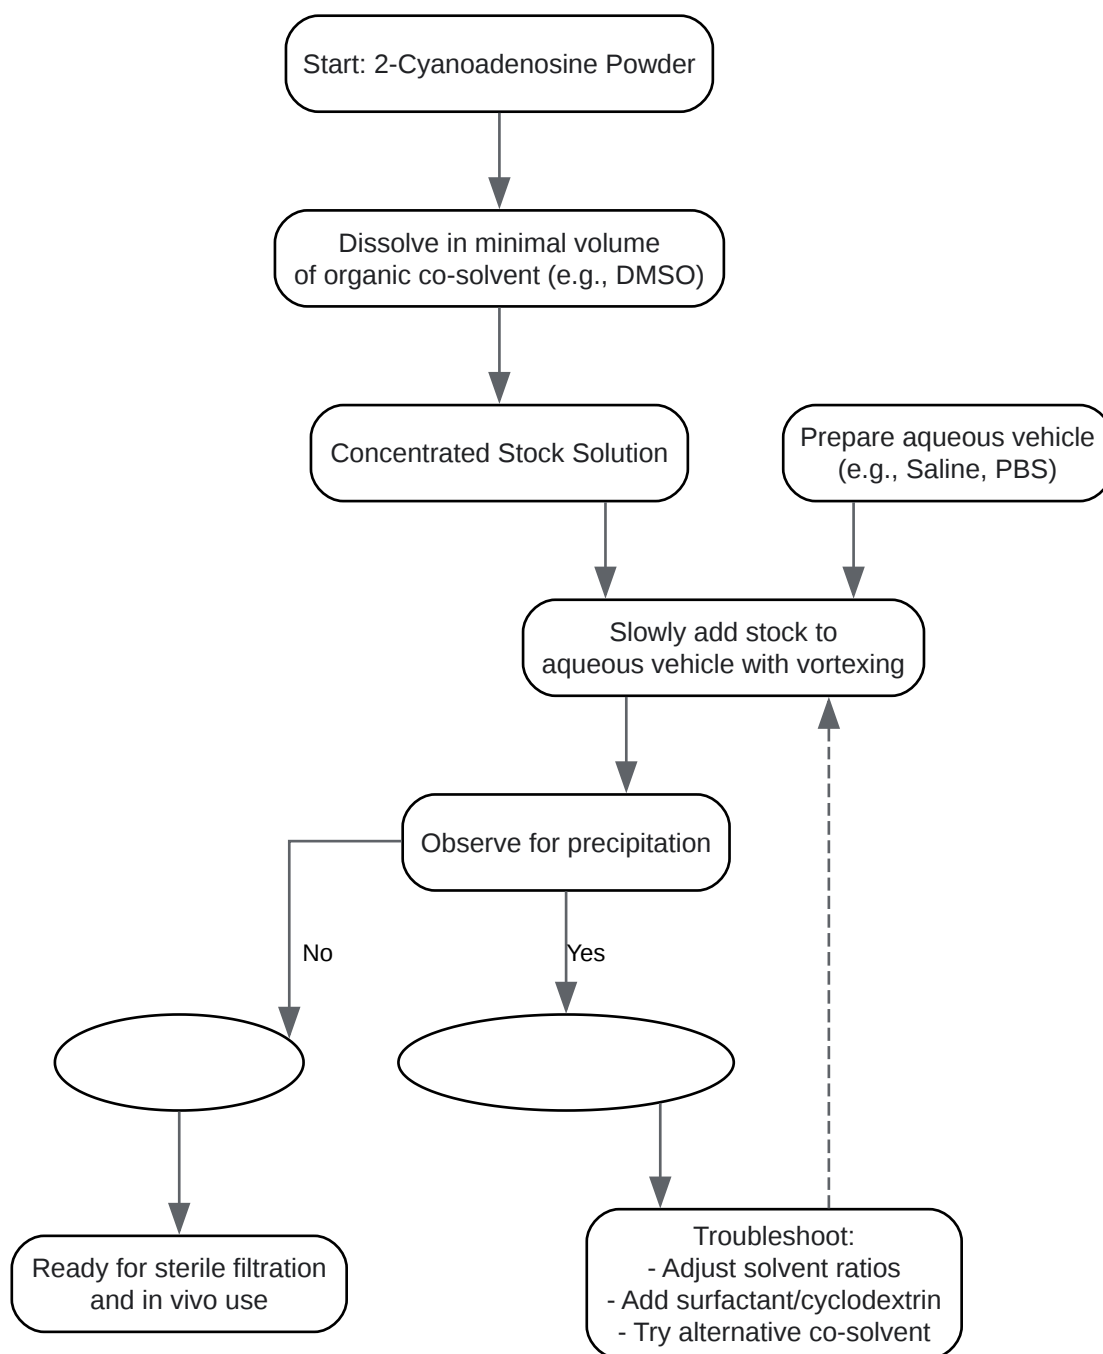 Start: 2-Cyanoadenosine Powder
Dissolve in minimal volume
of organic co-solvent (e.g., DMSO)
Concentrated Stock Solution
Prepare aqueous vehicle
(e.g., Saline, PBS)
Slowly add stock to
aqueous vehicle with vortexing
Observe for precipitation
No
Yes
Ready for sterile filtration
and in vivo use
Troubleshoot:
- Adjust solvent ratios
- Add surfactant/cyclodextrin
- Try alternative co-solvent